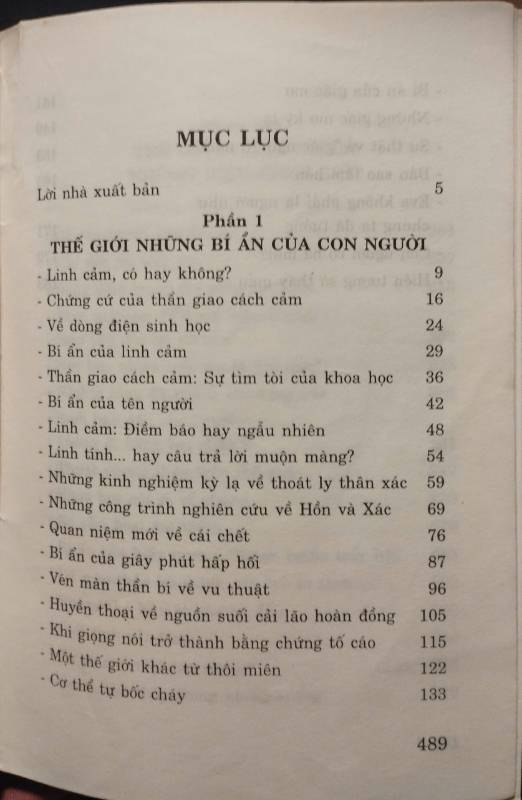 MỤC LỤC
Lời nhà xuất bản 5
Phần 1
THẾ GIỚI NHỮNG BÍ ẨN CỦA CON NGƯỜI
- Linh cảm, có hay không? 9
- Chứng cứ của thần giao cách cảm 16
- Về dòng điện sinh học 24
- Bí ẩn của linh cảm 29
- Thần giao cách cảm: Sự tìm tòi của khoa học 36
- Bí ẩn của tên người 42
- Linh cảm: Điềm báo hay ngẫu nhiên 48
- Linh tinh... hay câu trả lời muộn màng? 54
- Những kinh nghiệm kỳ lạ về thoát ly thân xác 59
- Những công trình nghiên cứu về Hồn và Xác 69
- Quan niệm mới về cái chết 76
- Bí ẩn của giây phút hấp hối 87
- Vén màn thần bí về vu thuật 96
- Huyền thoại về nguồn suối cải lão hoàn đồng 105
- Khi giọng nói trở thành bằng chứng tố cáo 115
- Một thế giới khác từ thôi miên 122
- Cơ thể tự bốc cháy 133
489